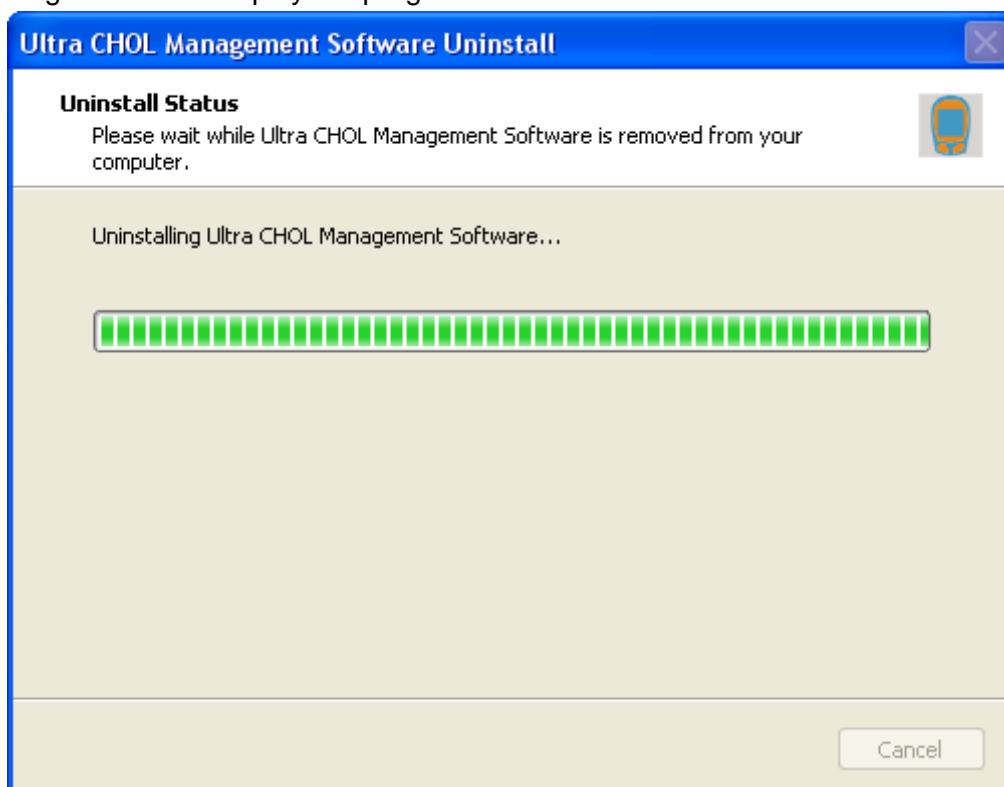 Ultra CHOL Management Software Uninstall
Uninstall Status
Please wait while Ultra CHOL Management Software is removed from your
computer.
Uninstalling Ultra CHOL Management Software...
Cancel